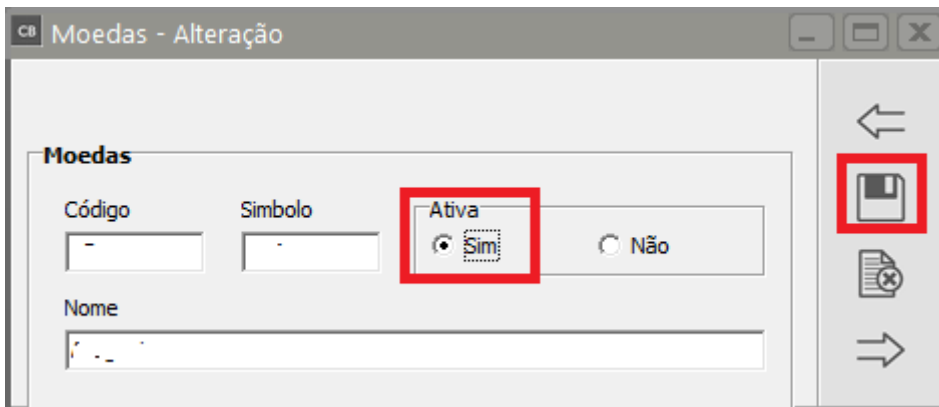 CB Moedas - Alteração
Moedas
Código Simbolo Ativa
Sim Não
Nome